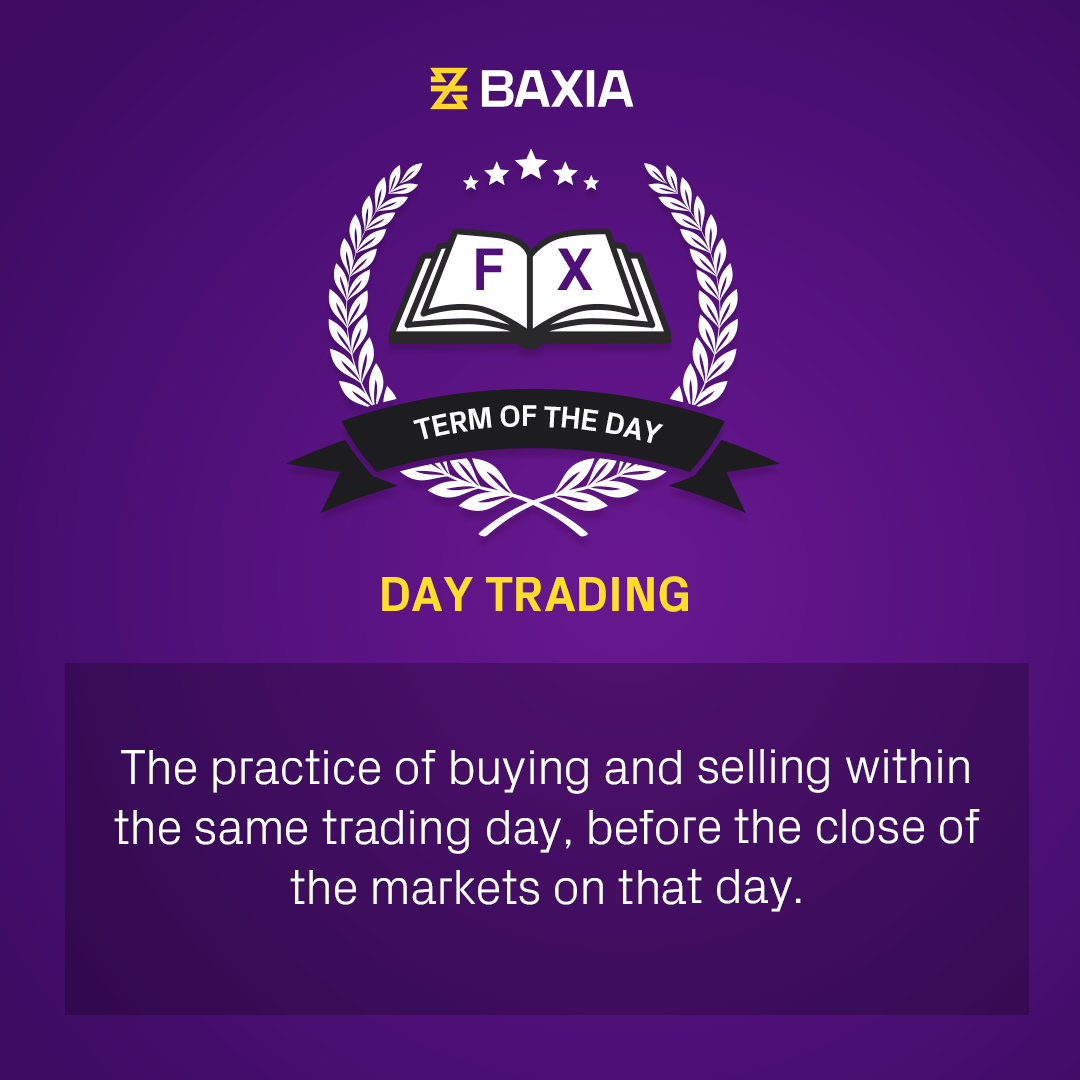 BAXIA
F X
TERM OF THE DAY
DAY TRADING
The practice of buying and selling within
the same trading day, before the close of
the markets on that day.